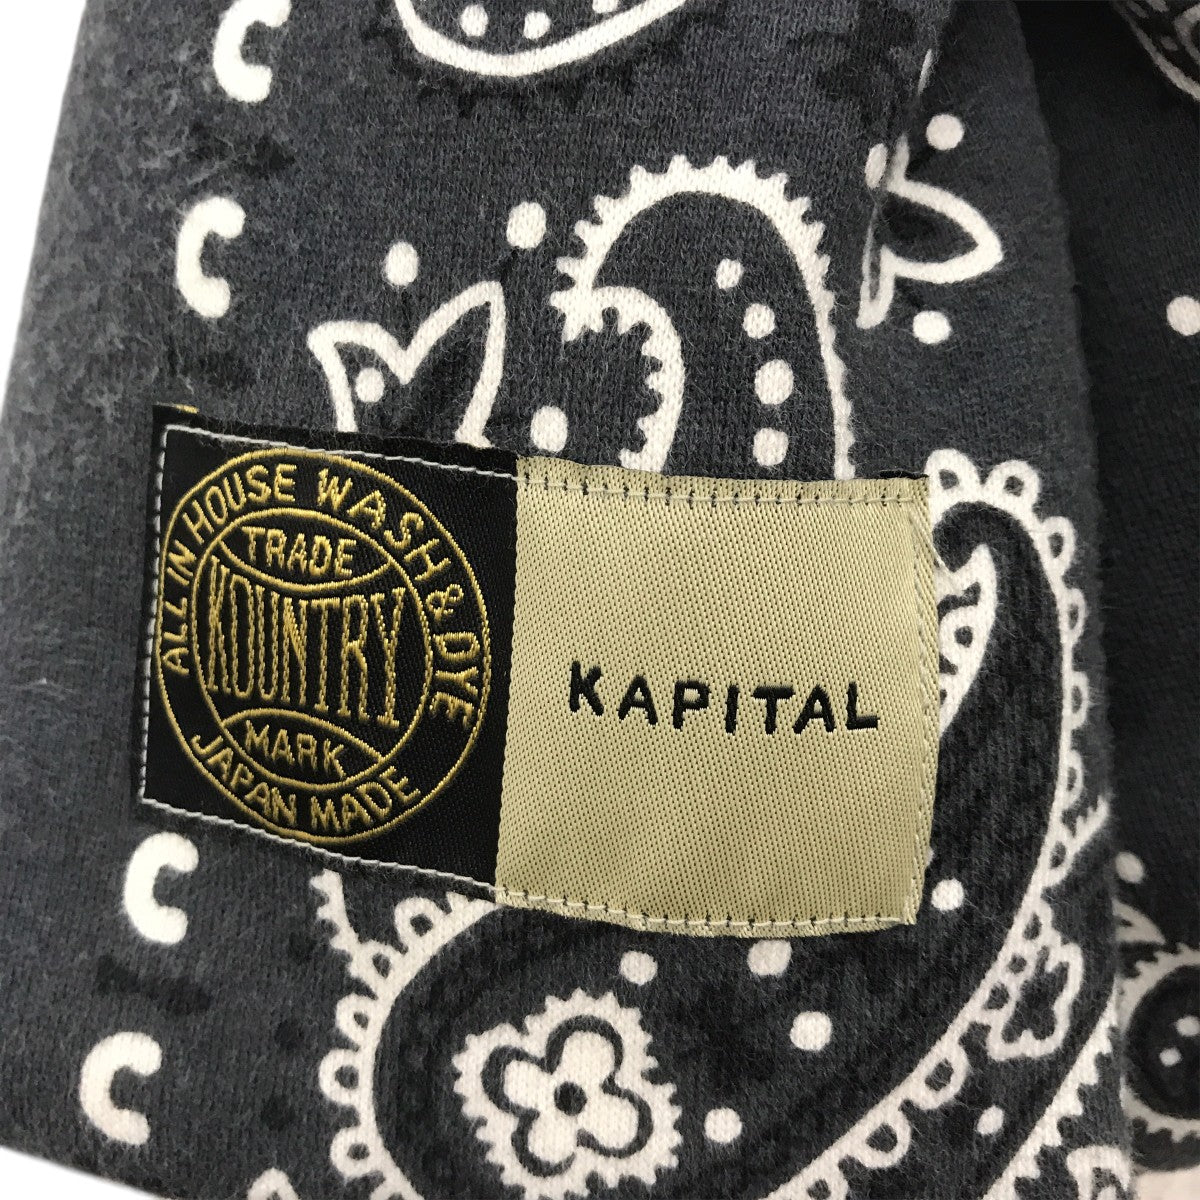 ALL IN HOUSE WASH & DYE
TRADE
KOUNTRY
MARK
JAPAN MADE
KAPITAL